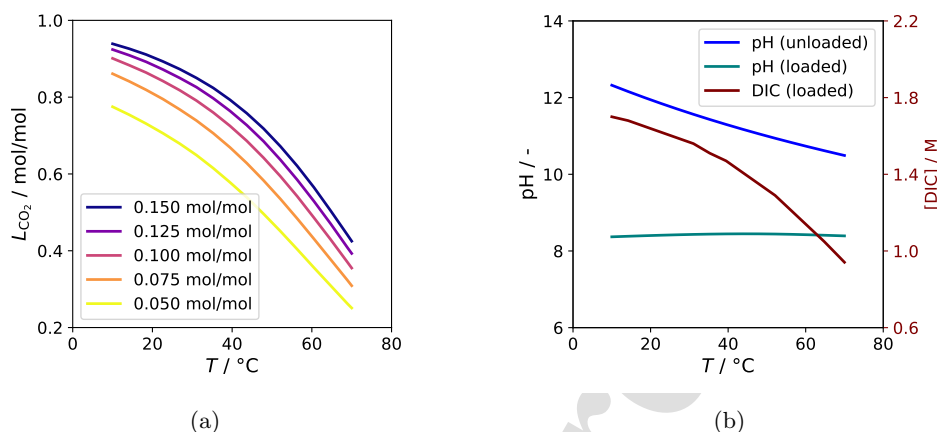 1.0
0.8
0.6
0.4
0.2
L_CO₂ / mol/mol
0.150 mol/mol
0.125 mol/mol
0.100 mol/mol
0.075 mol/mol
0.050 mol/mol
0 20 40 60 80
T / °C
(a)
14
12
10
8
6
pH / -
pH (unloaded)
pH (loaded)
DIC (loaded)
2.2
1.8
1.4
1.0
0.6
[DIC] / M
0 20 40 60 80
T / °C
(b)